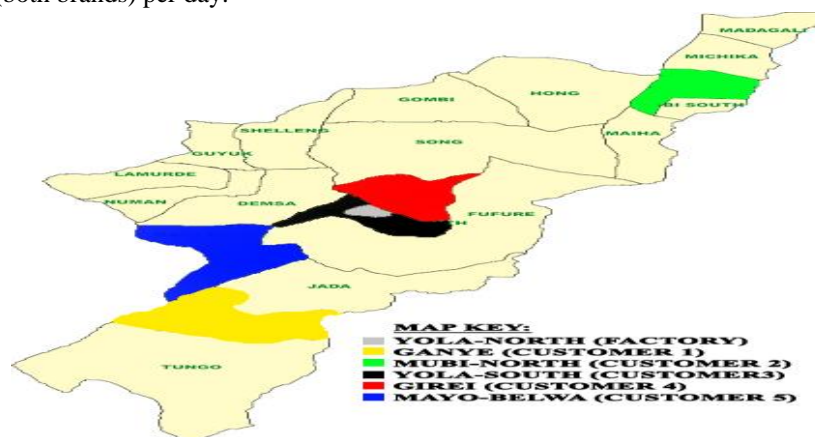 (both brands) per day.
MADAGALI
MICHIKA
HONG
GOMBI
BI SOUTH
MAIHA
SHELLENG
SONG
GUYUK
LAMURDE
NUMAN
DEMSA
FUFURE
TH
JADA
TUNGO
MAP KEY:
YOLA-NORTH (FACTORY)
GANYE (CUSTOMER 1)
MUBI-NORTH (CUSTOMER 2)
YOLA-SOUTH (CUSTOMER3)
GIREI (CUSTOMER 4)
MAYO-BELWA (CUSTOMER 5)